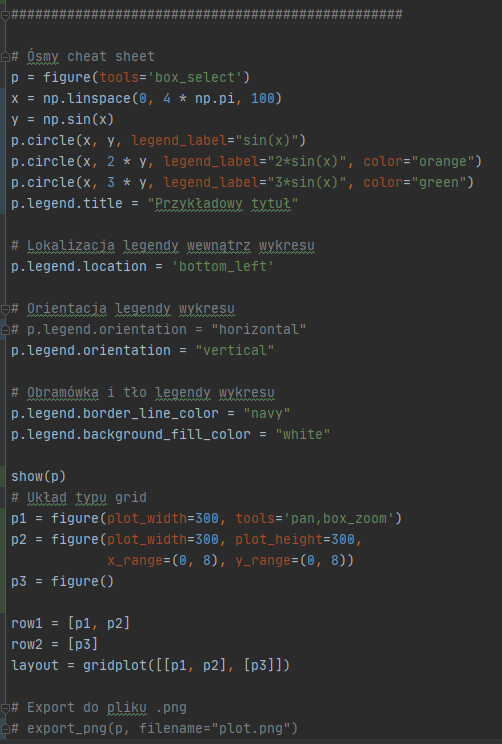 #################################################
# Ósmy cheat sheet
p = figure(tools='box_select')
x = np.linspace(0, 4 * np.pi, 100)
y = np.sin(x)
p.circle(x, y, legend_label="sin(x)")
p.circle(x, 2 * y, legend_label="2*sin(x)", color="orange")
p.circle(x, 3 * y, legend_label="3*sin(x)", color="green")
p.legend.title = "Przykładowy tytuł"
# Lokalizacja legendy wewnątrz wykresu
p.legend.location = 'bottom_left'
# Orientacja legendy wykresu
# p.legend.orientation = "horizontal"
p.legend.orientation = "vertical"
# Obramówka i tło legendy wykresu
p.legend.border_line_color = "navy"
p.legend.background_fill_color = "white"
show(p)
# Układ typu grid
p1 = figure(plot_width=300, tools='pan,box_zoom')
p2 = figure(plot_width=300, plot_height=300,
x_range=(0, 8), y_range=(0, 8))
p3 = figure()
row1 = [p1, p2]
row2 = [p3]
layout = gridplot([[p1, p2], [p3]])
# Export do pliku .png
# export_png(p, filename="plot.png")